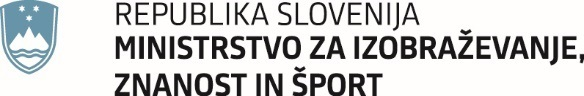 REPUBLIKA SLOVENIJA
MINISTRSTVO ZA IZOBRAŽEVANJE,
ZNANOST IN ŠPORT